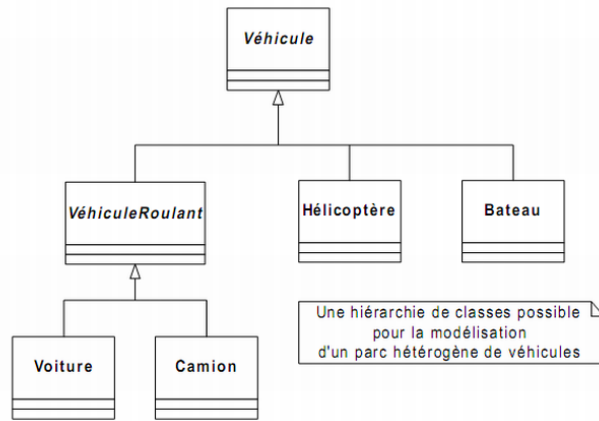 Véhicule
VéhiculeRoulant
Hélicoptère
Bateau
Voiture
Camion
Une hiérarchie de classes possible
pour la modélisation
d'un parc hétérogène de véhicules